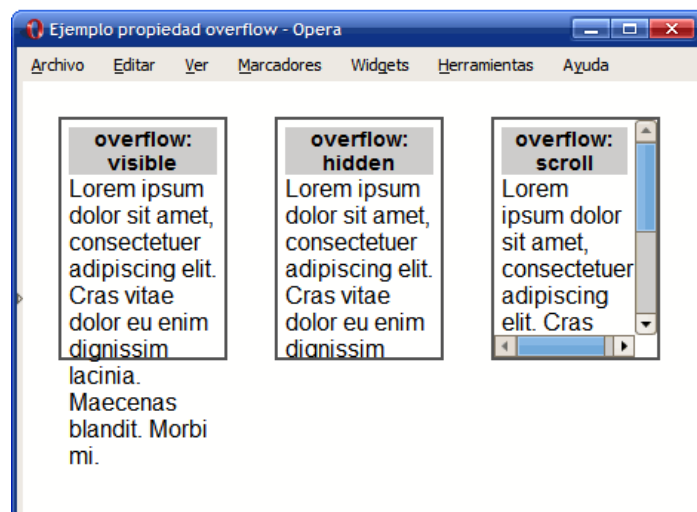 Ejemplo propiedad overflow - Opera
Archivo Editar Ver Marcadores Widgets Herramientas Ayuda
overflow:
visible
Lorem ipsum
dolor sit amet,
consectetuer
adipiscing elit.
Cras vitae
dolor eu enim
dignissim
lacinia.
Maecenas
blandit. Morbi
mi.
overflow:
hidden
Lorem ipsum
dolor sit amet,
consectetuer
adipiscing elit.
Cras vitae
dolor eu enim
dignissim
overflow:
scroll
Lorem
ipsum dolor
sit amet,
consectetuer
adipiscing
elit. Cras